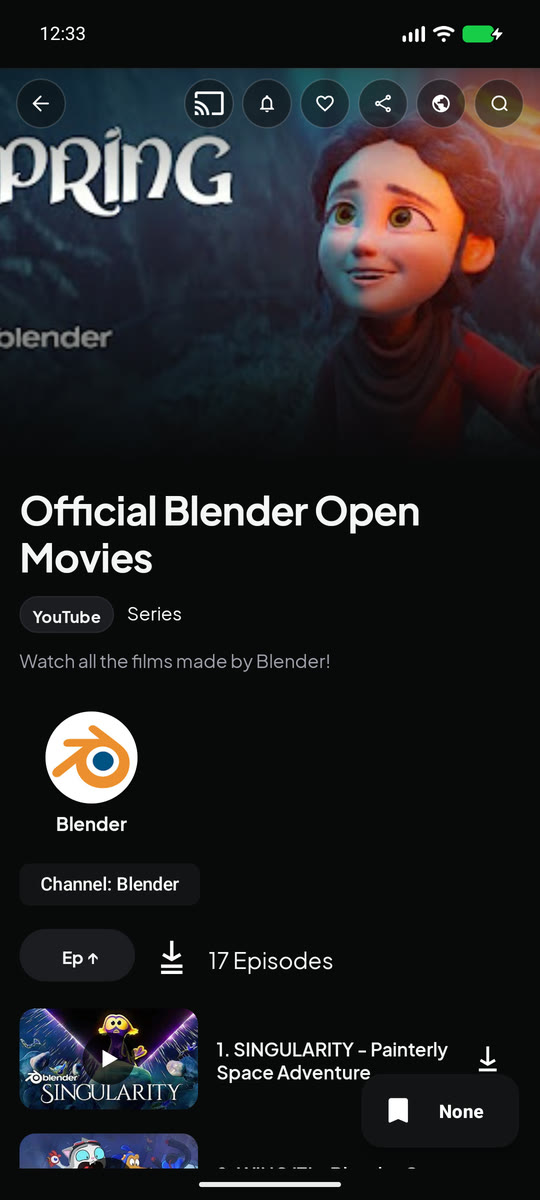 12:33
PRING
blender
Official Blender Open
Movies
YouTube
Series
Watch all the films made by Blender!
Blender
Channel: Blender
Ep ↑
17 Episodes
blender
SINGULARITY
1. SINGULARITY – Painterly
Space Adventure
None